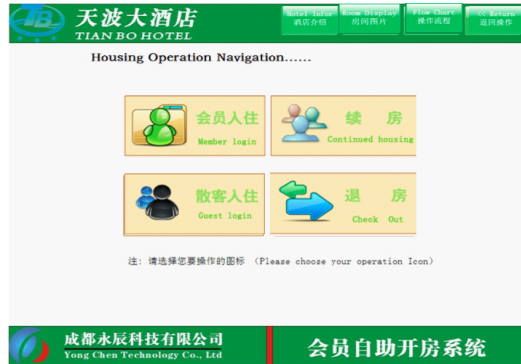 天波大酒店
TIAN BO HOTEL
Hotel Infor
酒店介绍
Room Display
房间图片
Flow Chart
操作流程
<< Return
返回操作
Housing Operation Navigation......
会员入住
Member login
续 房
Continued housing
散客入住
Guest login
退 房
Check Out
注: 请选择您要操作的图标 (Please choose your operation Icon)
成都永辰科技有限公司
Yong Chen Technology Co., Ltd
会员自助开房系统